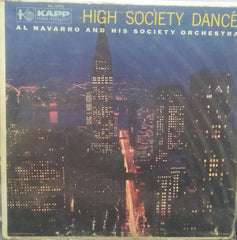 KAPP
HIGH SOCIETY DANCE
AL NAVARRO AND HIS SOCIETY ORCHESTRA